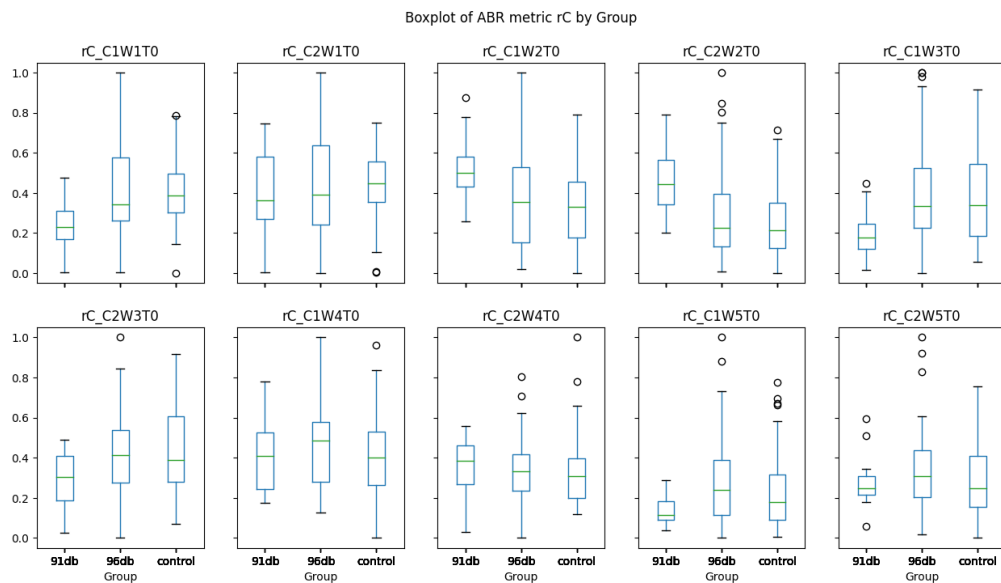 Boxplot of ABR metric rC by Group
rC_C1W1T0 rC_C2W1T0 rC_C1W2T0 rC_C2W2T0 rC_C1W3T0
1.0
0.8
0.6
0.4
0.2
0.0
rC_C2W3T0 rC_C1W4T0 rC_C2W4T0 rC_C1W5T0 rC_C2W5T0
1.0
0.8
0.6
0.4
0.2
0.0
91db 96db control 91db 96db control 91db 96db control 91db 96db control 91db 96db control
Group Group Group Group Group